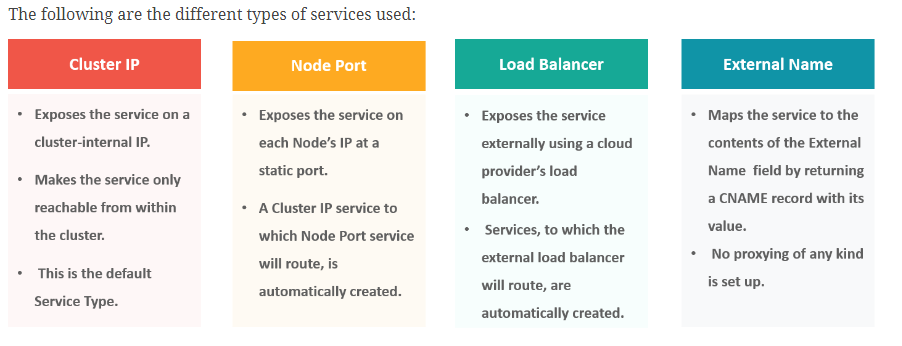 The following are the different types of services used:
Cluster IP
• Exposes the service on a
cluster-internal IP.
• Makes the service only
reachable from within
the cluster.
• This is the default
Service Type.
Node Port
• Exposes the service on
each Node's IP at a
static port.
• A Cluster IP service to
which Node Port service
will route, is
automatically created.
Load Balancer
• Exposes the service
externally using a cloud
provider's load
balancer.
• Services, to which the
external load balancer
will route, are
automatically created.
External Name
• Maps the service to the
contents of the External
Name field by returning
a CNAME record with its
value.
• No proxying of any kind
is set up.